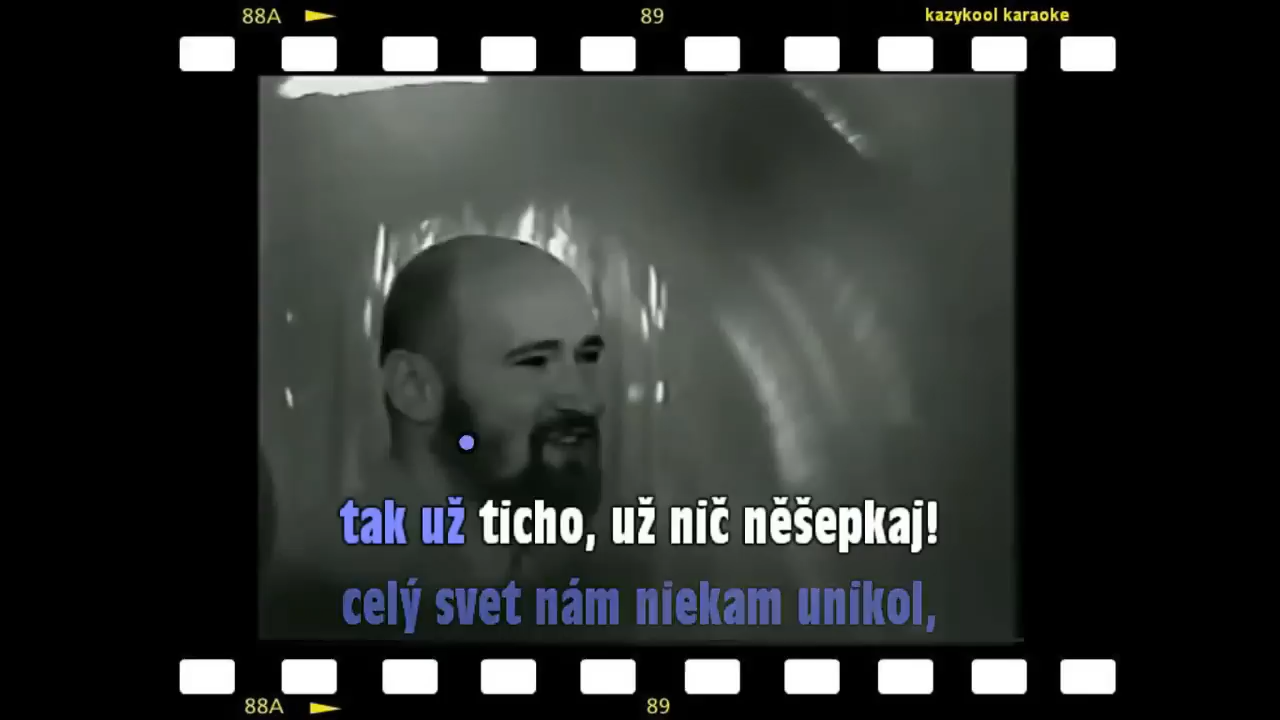 88A 89 kazykool karaoke
tak už ticho, už nič něšepkaj!
celý svet nám niekam unikol,
88A 89